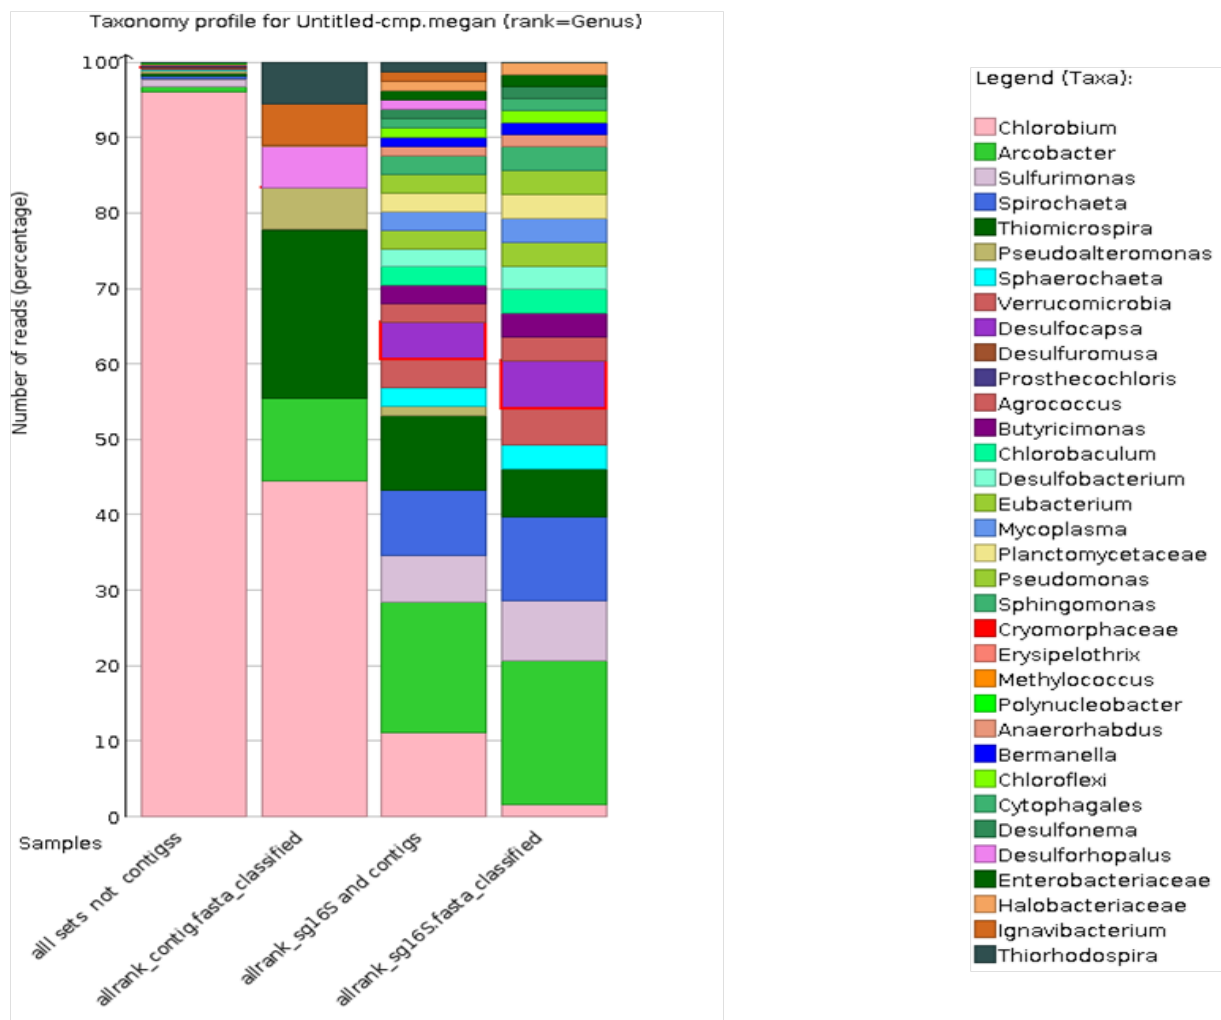 Taxonomy profile for Untitled-cmp.megan (rank=Genus)
Number of reads (percentage)
100
90
80
70
60
50
40
30
20
10
0
Samples
alll sets not contigss
allrank_contig.fasta_classified
allrank_sg16S and contigs
allrank_sg16S.fasta_classified
Legend (Taxa):
Chlorobium
Arcobacter
Sulfurimonas
Spirochaeta
Thiomicrospira
Pseudoalteromonas
Sphaerochaeta
Verrucomicrobia
Desulfocapsa
Desulfuromusa
Prosthecochloris
Agrococcus
Butyricimonas
Chlorobaculum
Desulfobacterium
Eubacterium
Mycoplasma
Planctomycetaceae
Pseudomonas
Sphingomonas
Cryomorphaceae
Erysipelothrix
Methylococcus
Polynucleobacter
Anaerorhabdus
Bermanella
Chloroflexi
Cytophagales
Desulfonema
Desulforhopalus
Enterobacteriaceae
Halobacteriaceae
Ignavibacterium
Thiorhodospira